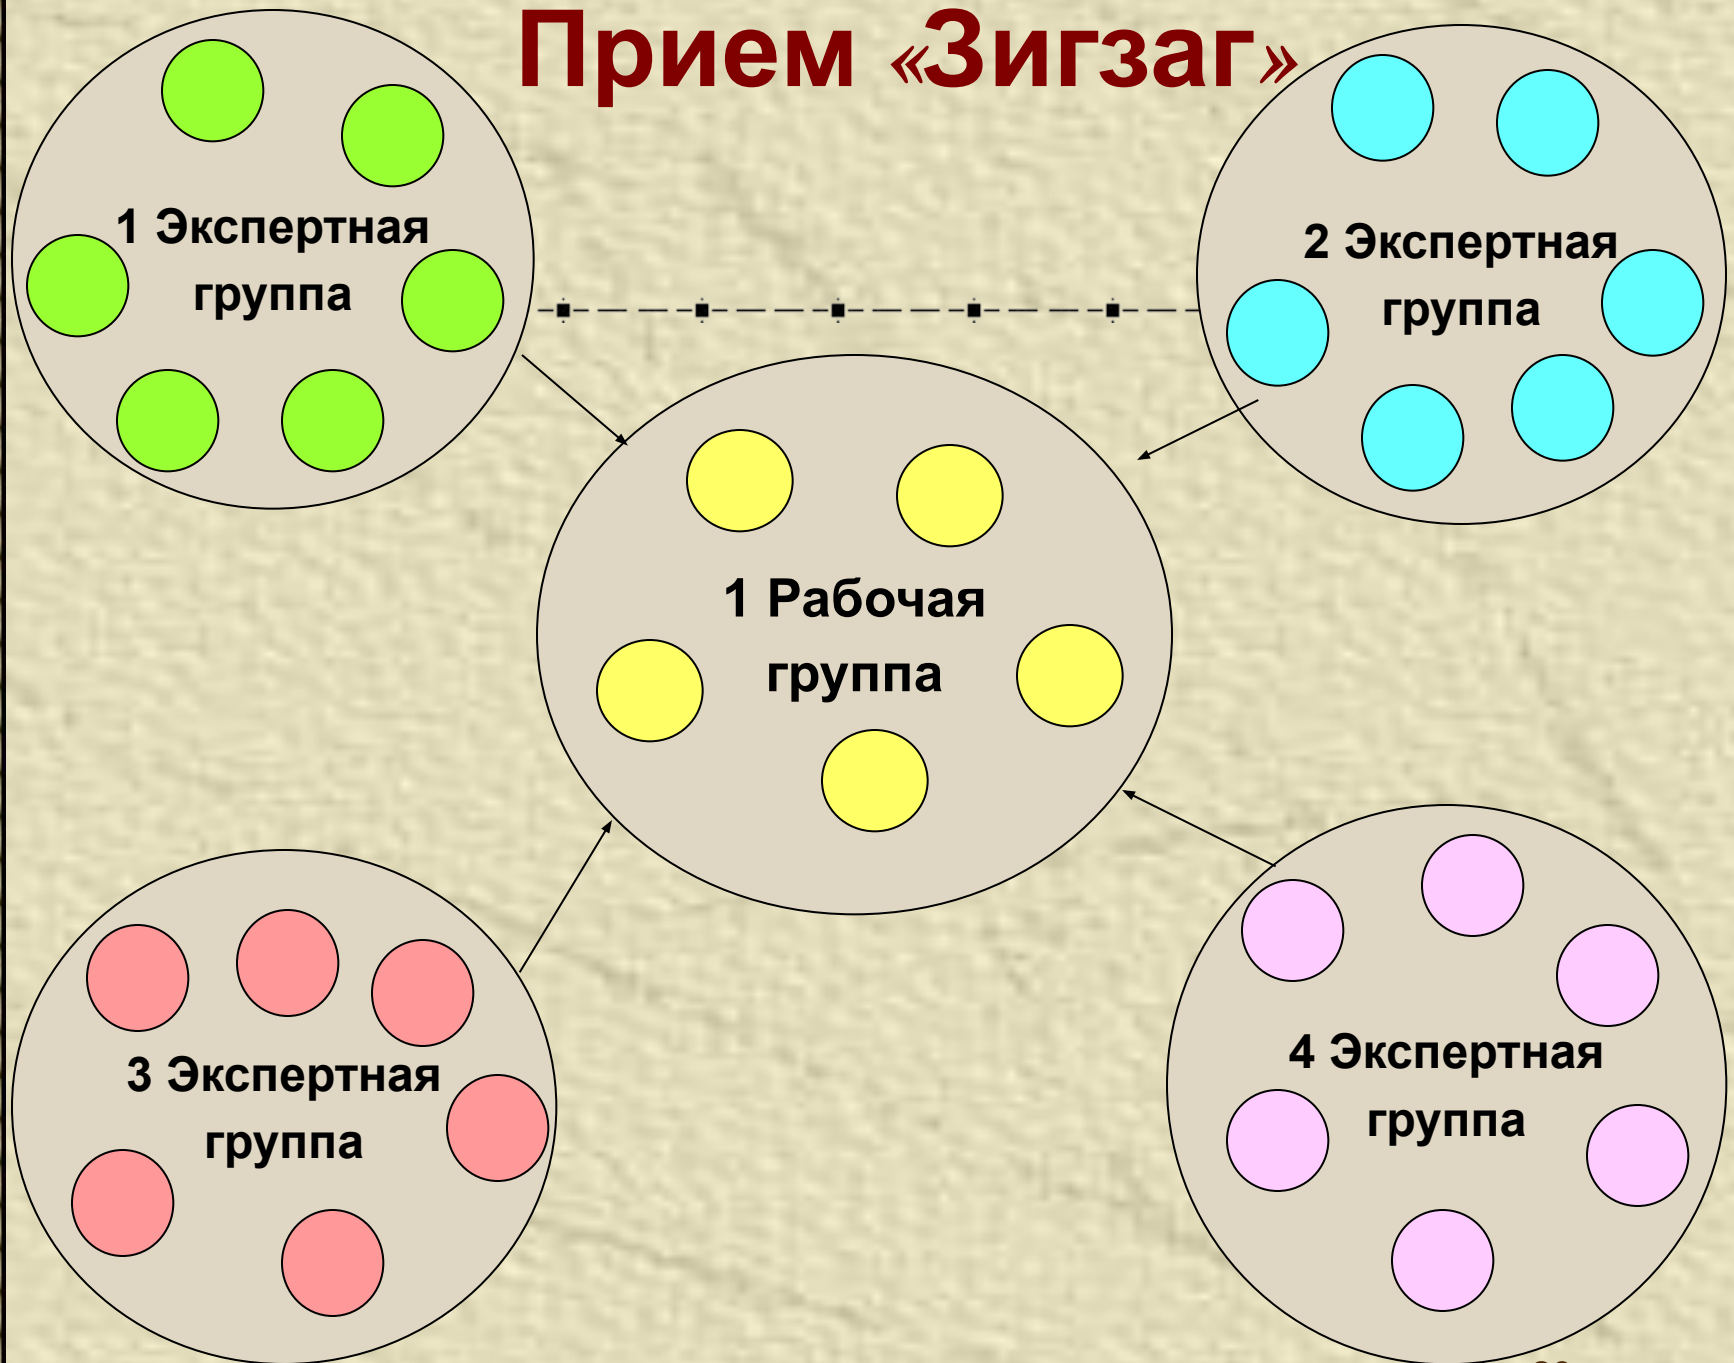 Прием «Зигзаг»
1 Экспертная
группа
2 Экспертная
группа
1 Рабочая
группа
3 Экспертная
группа
4 Экспертная
группа